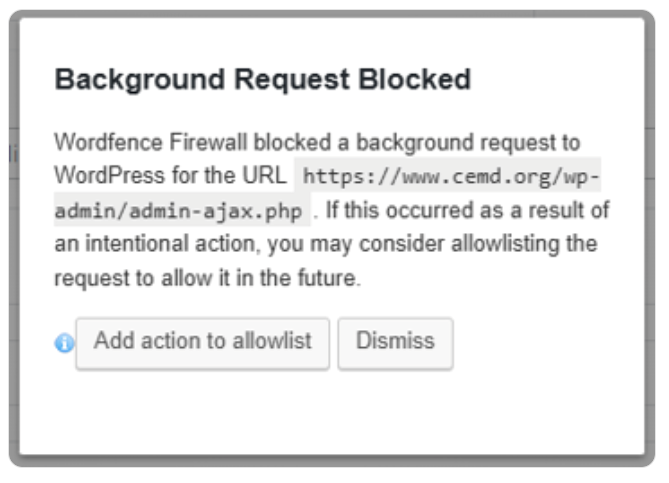 Background Request Blocked
Wordfence Firewall blocked a background request to
WordPress for the URL https://www.cemd.org/wp-
admin/admin-ajax.php . If this occurred as a result of
an intentional action, you may consider allowlisting the
request to allow it in the future.
Add action to allowlist Dismiss